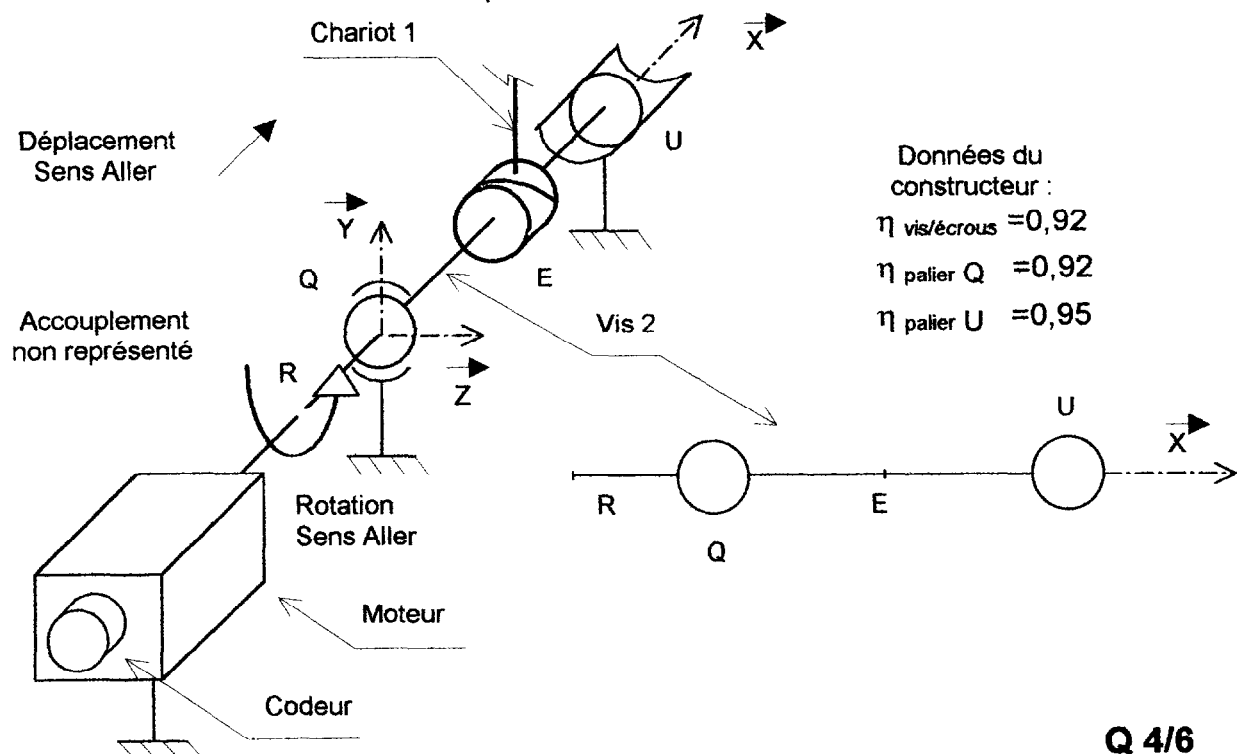 Chariot 1
X
U
Déplacement
Sens Aller
Données du
constructeur :
η vis/écrous =0,92
η palier Q =0,92
η palier U =0,95
Y
Q
E
Accouplement
non représenté
Vis 2
R
Z
U
X
R
E
Q
Rotation
Sens Aller
Moteur
Codeur
Q 4/6